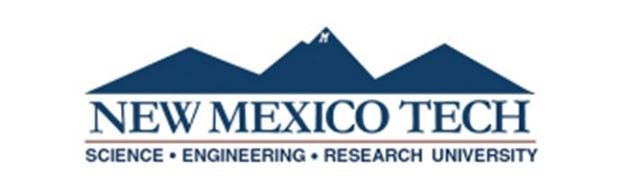 M
NEW MEXICO TECH
SCIENCE • ENGINEERING • RESEARCH UNIVERSITY